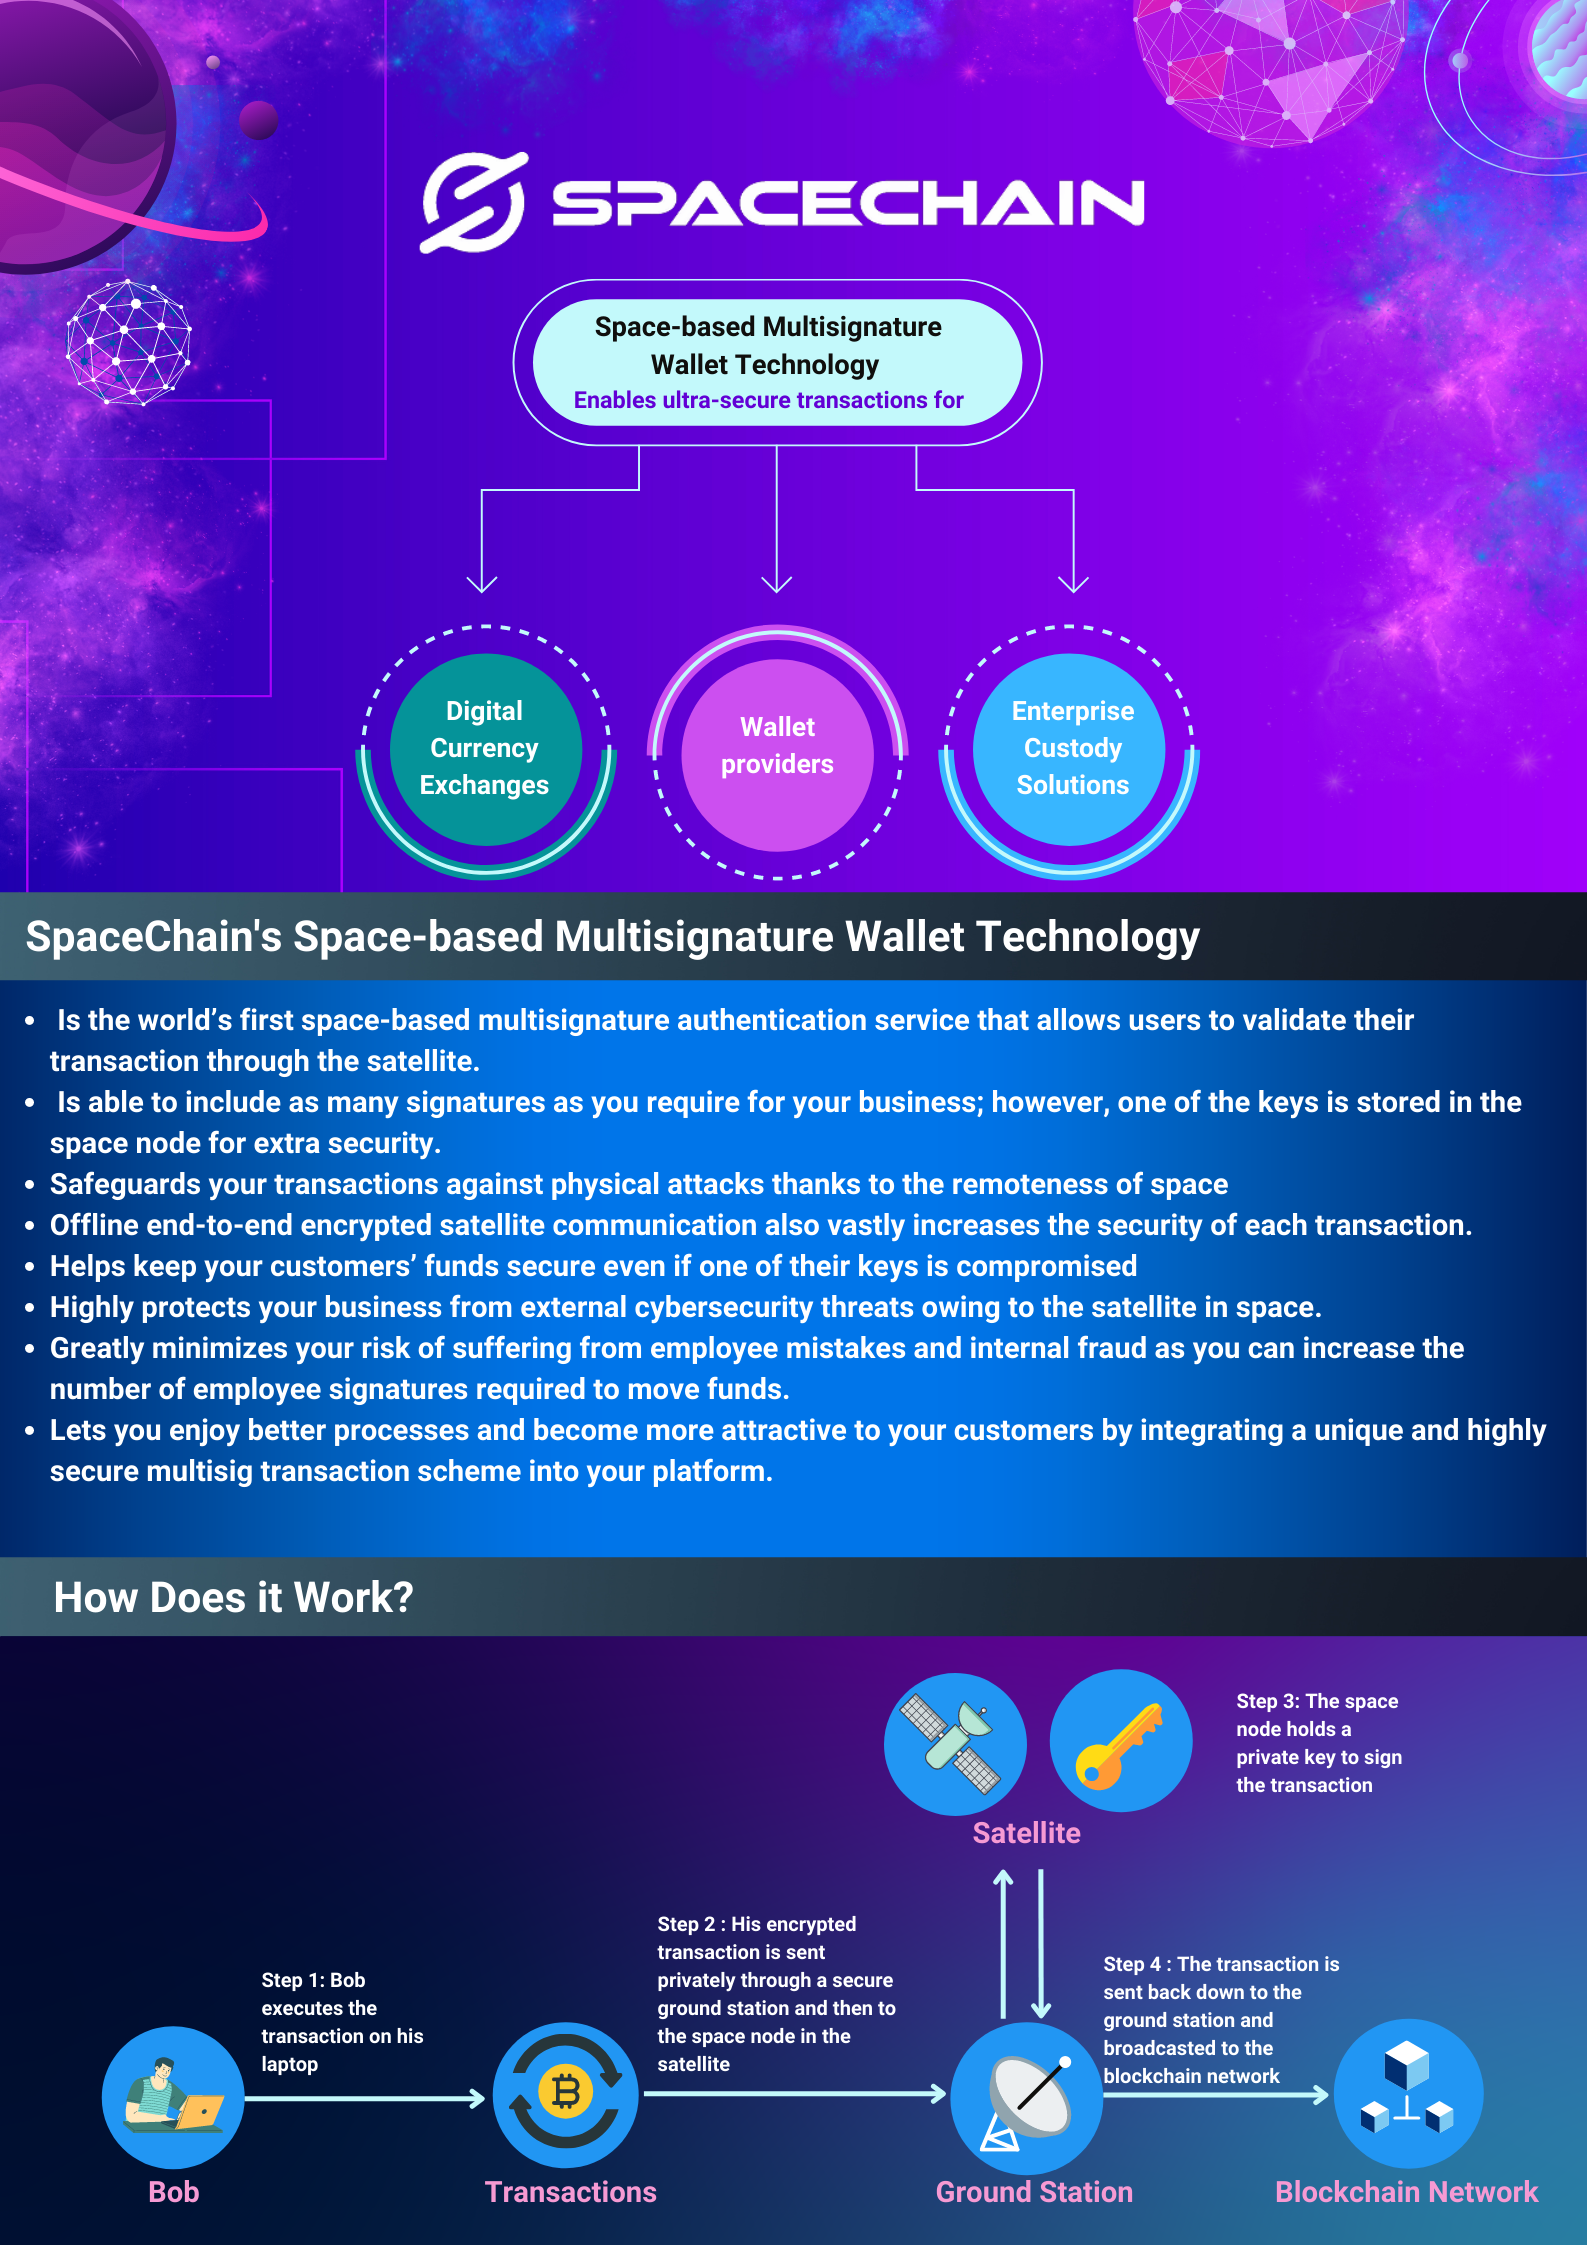 SPACECHAIN
Space-based Multisignature
Wallet Technology
Enables ultra-secure transactions for
Digital
Currency
Exchanges
Wallet
providers
Enterprise
Custody
Solutions
SpaceChain's Space-based Multisignature Wallet Technology
• Is the world’s first space-based multisignature authentication service that allows users to validate their
transaction through the satellite.
• Is able to include as many signatures as you require for your business; however, one of the keys is stored in the
space node for extra security.
• Safeguards your transactions against physical attacks thanks to the remoteness of space
• Offline end-to-end encrypted satellite communication also vastly increases the security of each transaction.
• Helps keep your customers’ funds secure even if one of their keys is compromised
• Highly protects your business from external cybersecurity threats owing to the satellite in space.
• Greatly minimizes your risk of suffering from employee mistakes and internal fraud as you can increase the
number of employee signatures required to move funds.
• Lets you enjoy better processes and become more attractive to your customers by integrating a unique and highly
secure multisig transaction scheme into your platform.
How Does it Work?
Step 3: The space
node holds a
private key to sign
the transaction
Satellite
Step 1: Bob
executes the
transaction on his
laptop
Step 2 : His encrypted
transaction is sent
privately through a secure
ground station and then to
the space node in the
satellite
Step 4 : The transaction is
sent back down to the
ground station and
broadcasted to the
blockchain network
Bob
Transactions
Ground Station
Blockchain Network